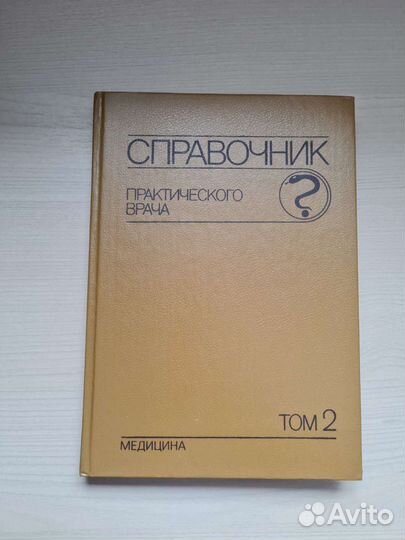 СПРАВОЧНИК
ПРАКТИЧЕСКОГО
ВРАЧА
ТОМ 2
МЕДИЦИНА
Avito